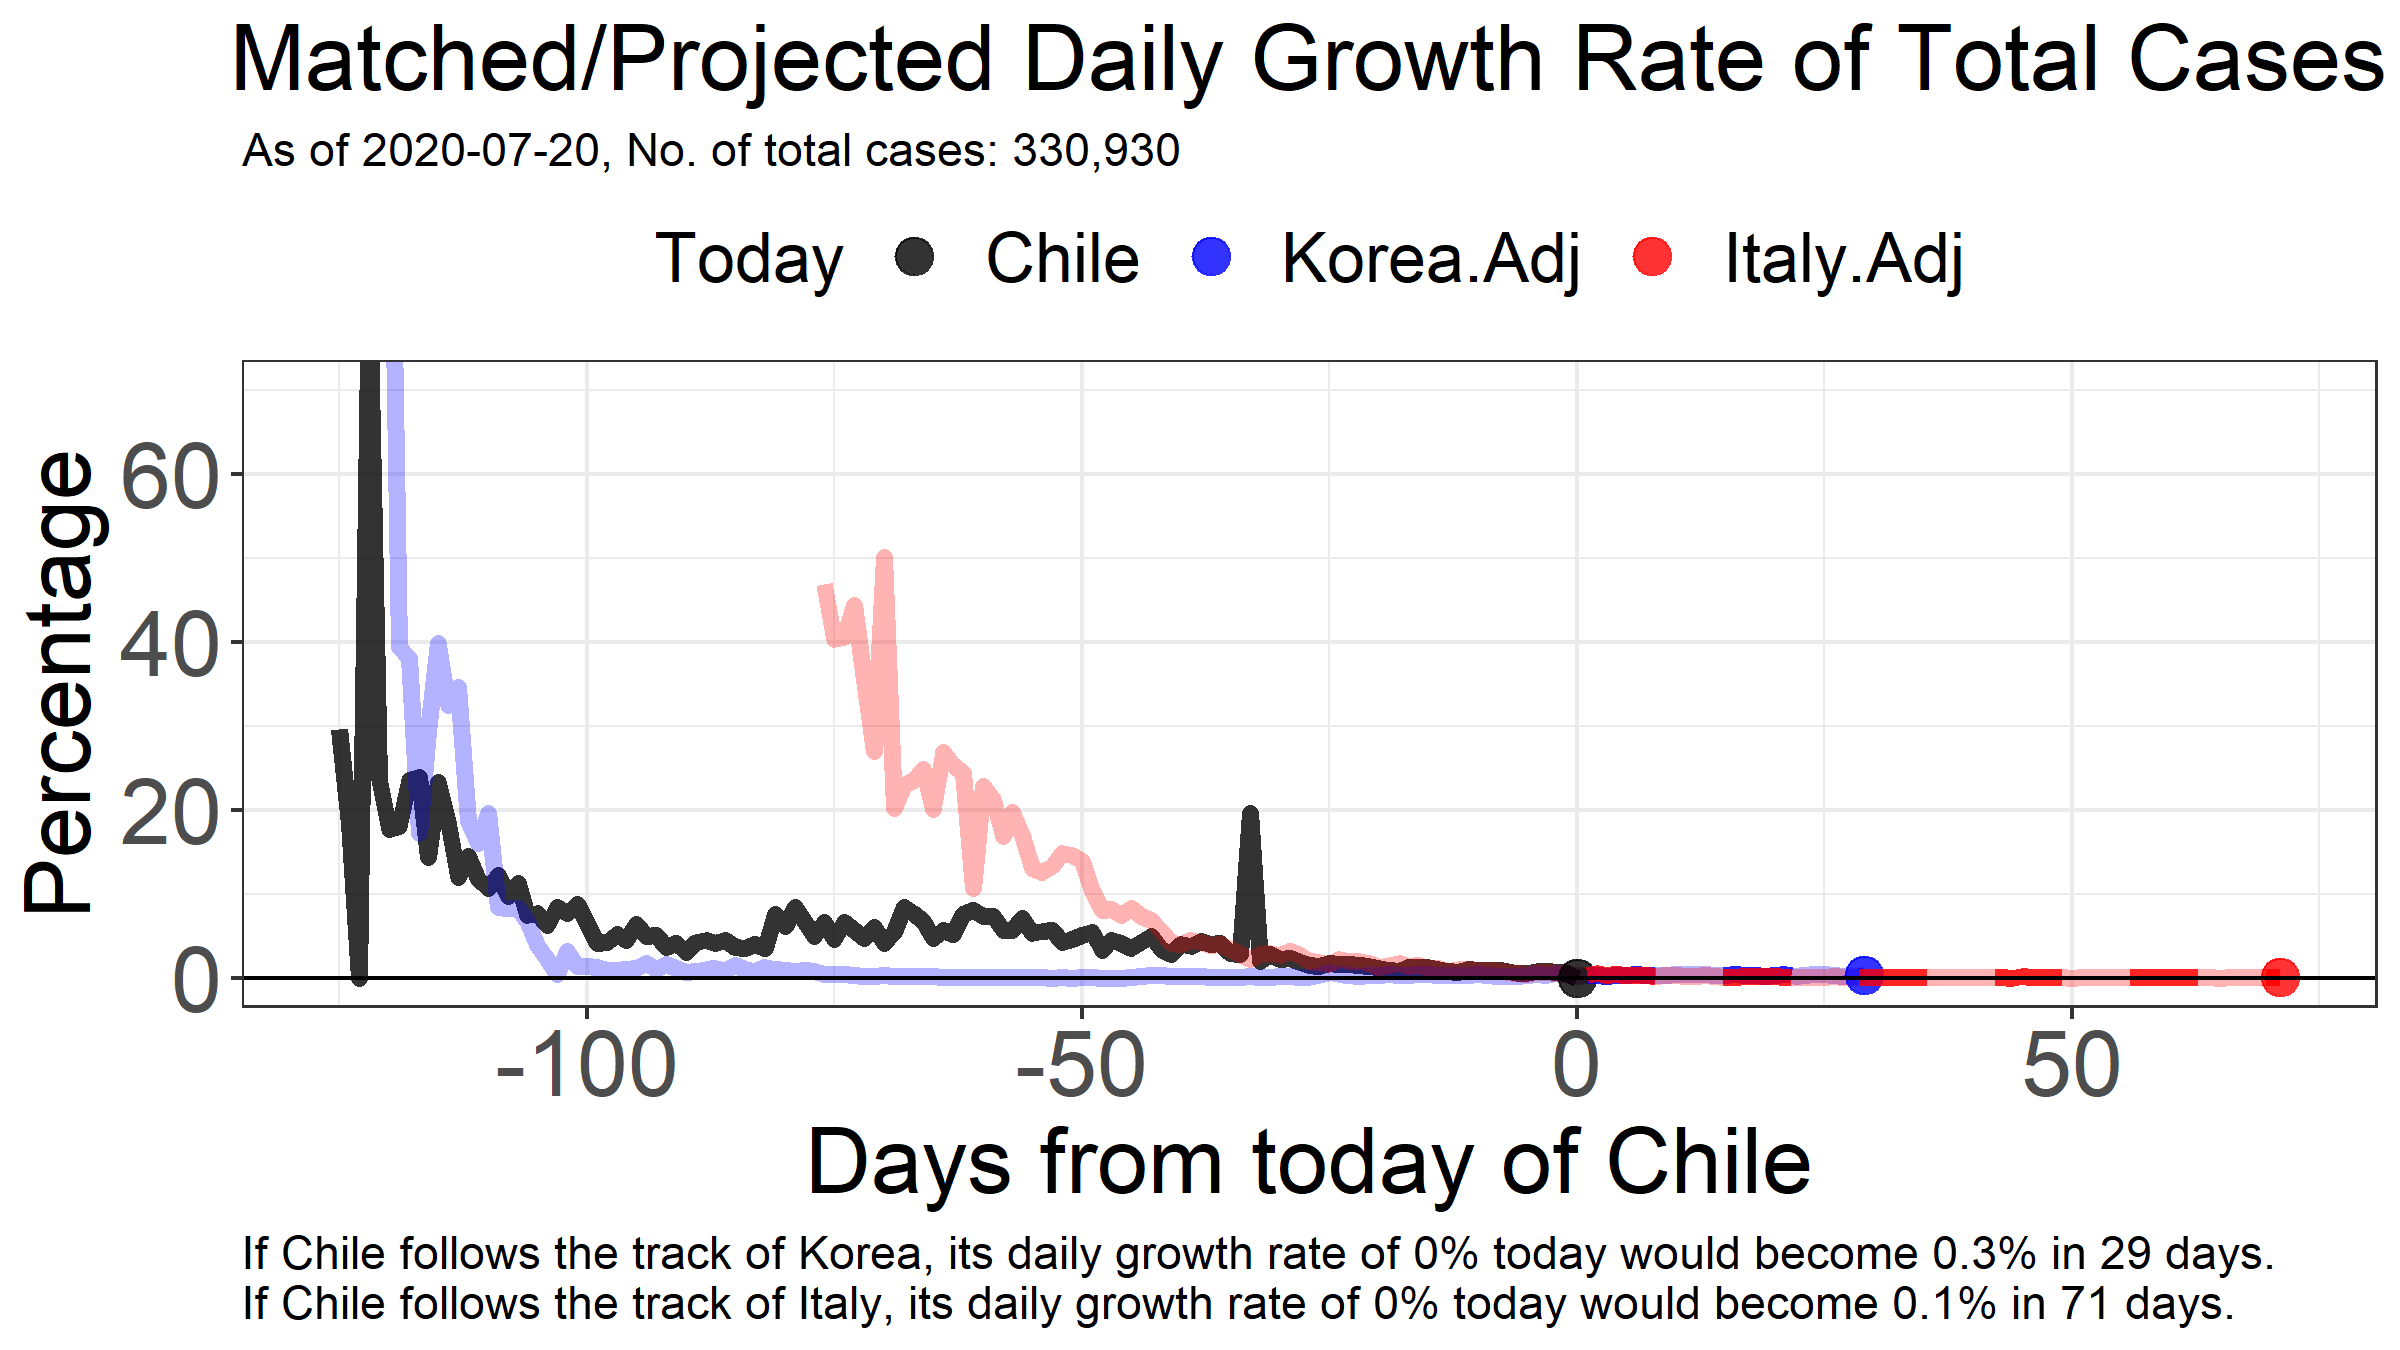 Matched/Projected Daily Growth Rate of Total Cases
As of 2020-07-20, No. of total cases: 330,930
Today Chile Korea.Adj Italy.Adj
Percentage
60
40
20
0
-100 -50 0 50
Days from today of Chile
If Chile follows the track of Korea, its daily growth rate of 0% today would become 0.3% in 29 days.
If Chile follows the track of Italy, its daily growth rate of 0% today would become 0.1% in 71 days.